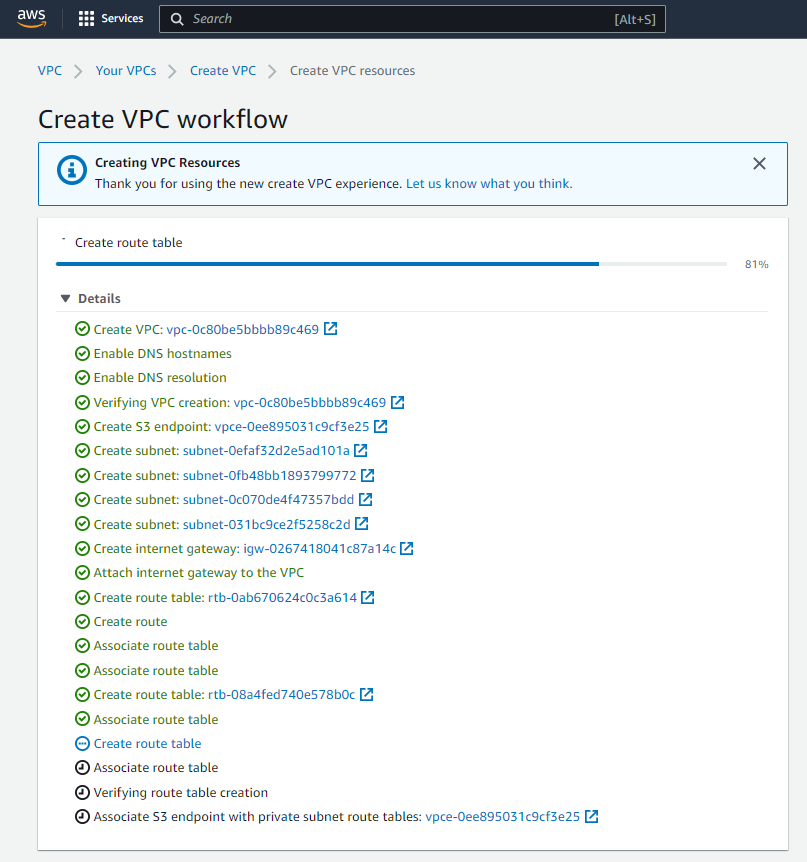 aws
Services
Search
[Alt+S]
VPC
Your VPCs
Create VPC
Create VPC resources
Create VPC workflow
Creating VPC Resources
Thank you for using the new create VPC experience. Let us know what you think.
Create route table
81%
Details
Create VPC: vpc-0c80be5bbbb89c469
Enable DNS hostnames
Enable DNS resolution
Verifying VPC creation: vpc-0c80be5bbbb89c469
Create S3 endpoint: vpce-0ee895031c9cf3e25
Create subnet: subnet-0efaf32d2e5ad101a
Create subnet: subnet-0fb48bb1893799772
Create subnet: subnet-0c070de4f47357bdd
Create subnet: subnet-031bc9ce2f5258c2d
Create internet gateway: igw-0267418041c87a14c
Attach internet gateway to the VPC
Create route table: rtb-0ab670624c0c3a614
Create route
Associate route table
Associate route table
Create route table: rtb-08a4fed740e578b0c
Associate route table
Create route table
Associate route table
Verifying route table creation
Associate S3 endpoint with private subnet route tables: vpce-0ee895031c9cf3e25